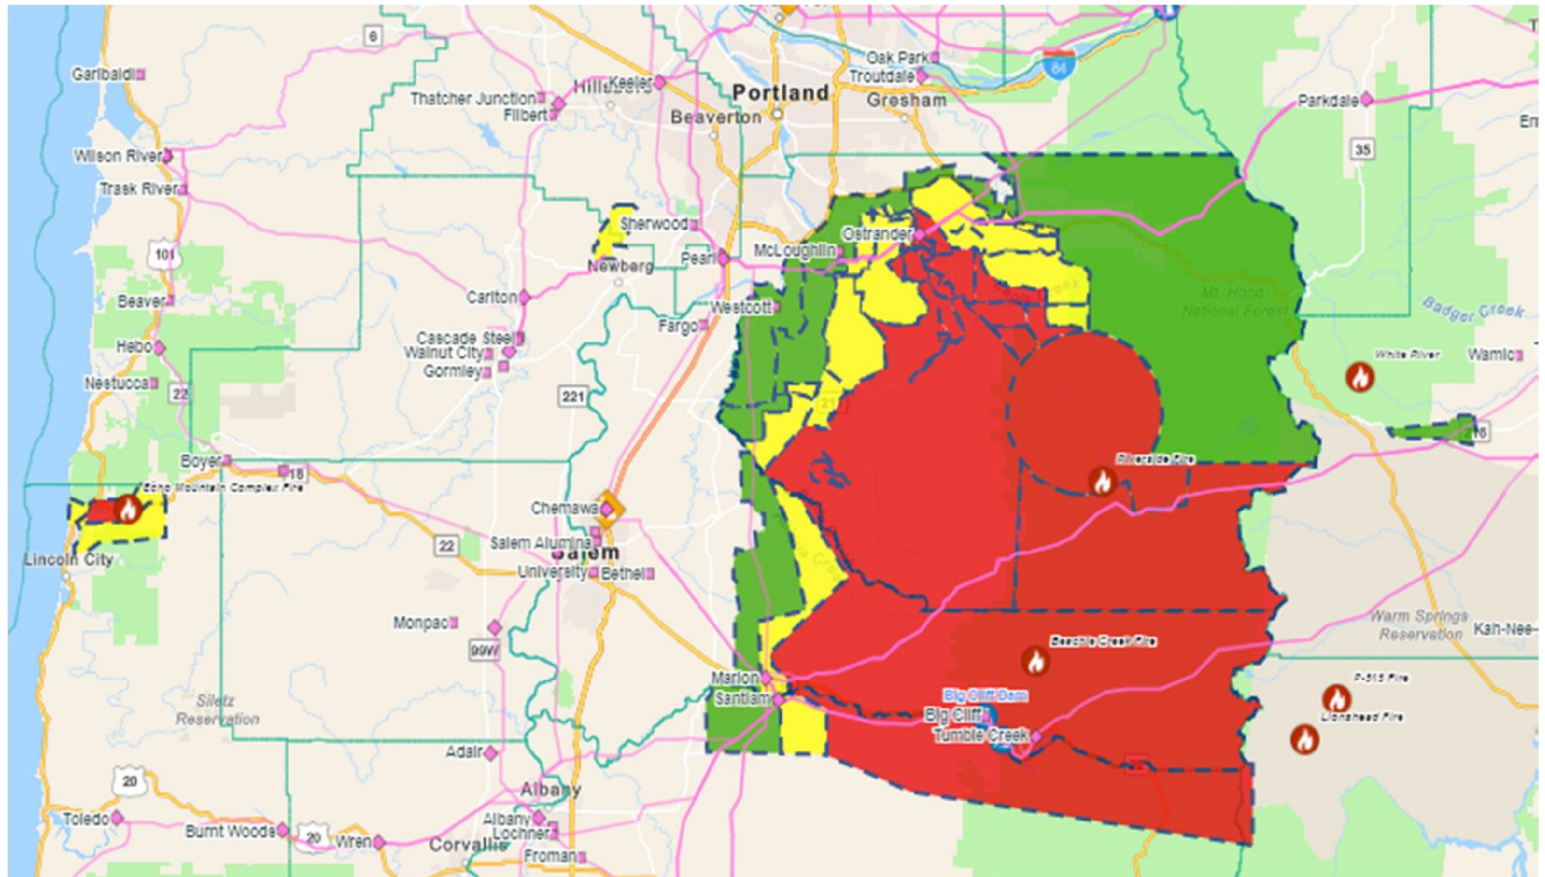 6
Garibaldi
Oak Park
Troutdale
84
Keeler
Portland
Gresham
Thatcher Junction
Filbert
Beaverton
Parkdale
35
Wilson River
Trask River
Sherwood
Ostrander
McLoughlin
Pearl
101
Newberg
Mt. Hood
National Forest
Badger Creek
Beaver
Carlton
Westcott
Fargo
Cascade Steel
Walnut City
Gormley
Hebo
Nestucca
22
221
White River
Wamic
211
216
Boyer
18
Echo Mountain Complex Fire
Riverside Fire
Chemawa
Salem Alumina
Salem
22
University
Bethel
Lincoln City
Monpac
99W
Warm Springs
Reservation
Kah-Nee-
Beachie Creek Fire
Marion
Santiam
P-515 Fire
Lionshead Fire
Big Cliff Dam
Big Cliff
Tumble Creek
Siletz
Reservation
Adair
22
20
Albany
Toledo
Burnt Woods
20
Wren
Albany
Lochner
Corvallis
Froman